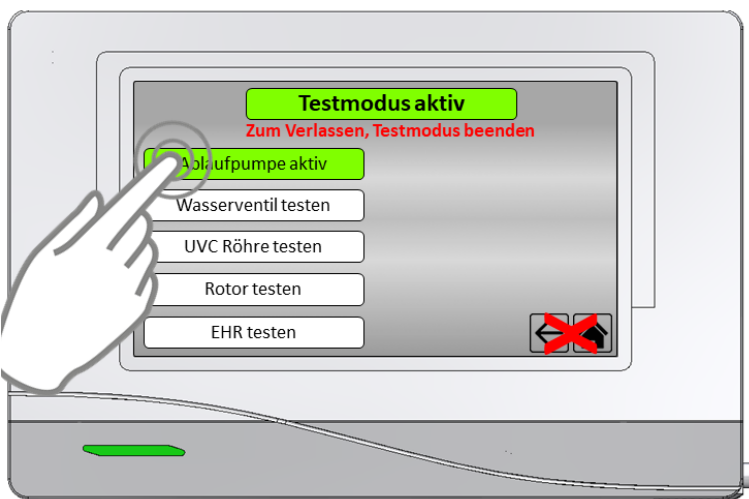 Testmodus aktiv
Zum Verlassen, Testmodus beenden
Ablaufpumpe aktiv
Wasserventil testen
UVC Röhre testen
Rotor testen
EHR testen